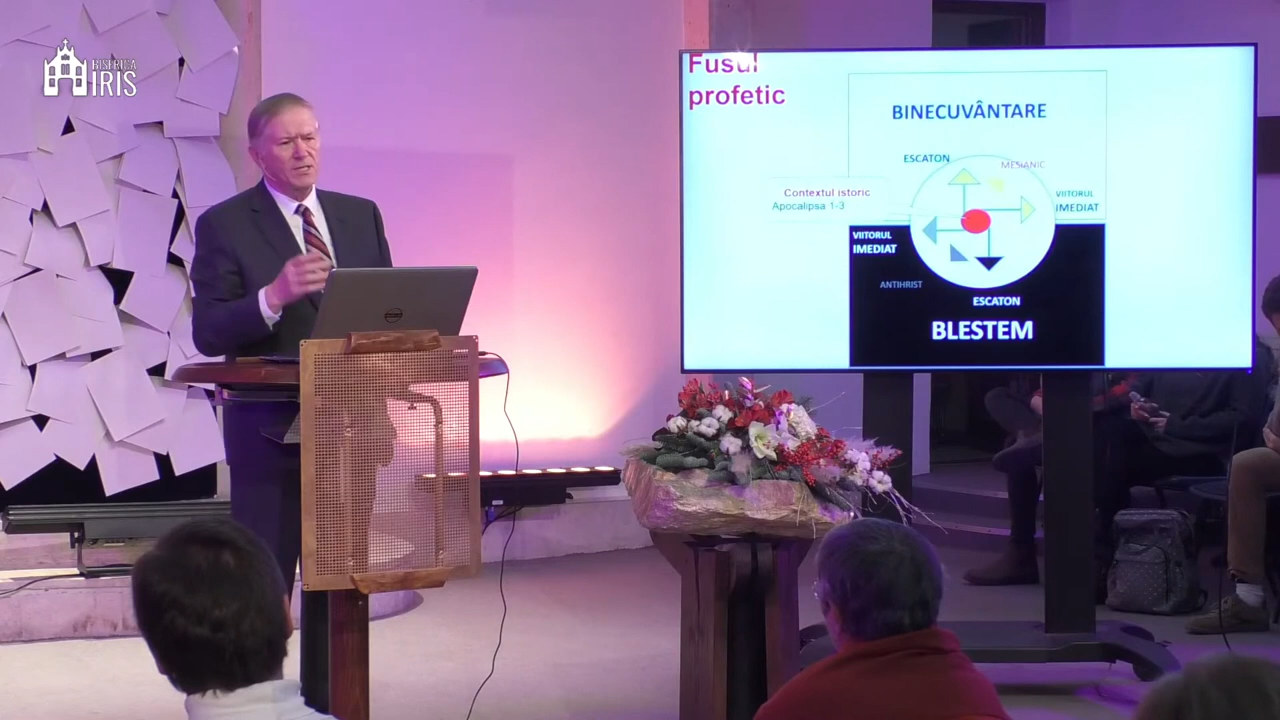 BISERICA
IRIS
Fusul
profetic
BINECUVÂNTARE
ESCATON
MESIANIC
Contextul istoric
Apocalipsa 1-3
VIITORUL
IMEDIAT
VIITORUL
IMEDIAT
ANTIHRIST
ESCATON
BLESTEM
DELL